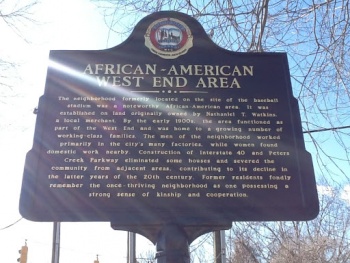 AFRICAN-AMERICAN
WEST END AREA
The neighborhood formerly located on the site of the baseball
stadium was a noteworthy African-American area. It was
established on land originally owned by Nathaniel T. Watkins,
a local merchant. By the early 1900s, the area functioned as
part of the West End and was home to a growing number of
working-class families. The men of the neighborhood worked
primarily in the city's many factories, while women found
domestic work nearby. Construction of Interstate 40 and Peters
Creek Parkway eliminated some houses and severed the
community from adjacent areas, contributing to its decline in
the latter years of the 20th century. Former residents fondly
remember the once-thriving neighborhood as one possessing a
strong sense of kinship and cooperation.